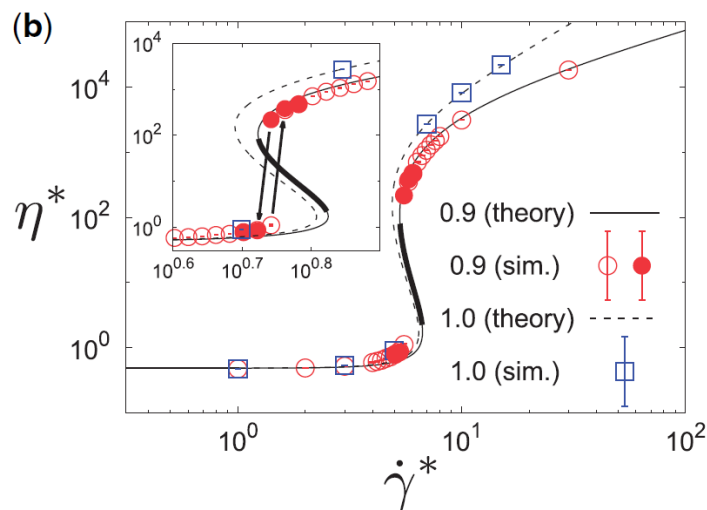 (b)
10^4
10^2
10^0
10^0.6 10^0.7 10^0.8
10^4
10^2
10^0
η*
0.9 (theory)
0.9 (sim.)
1.0 (theory)
1.0 (sim.)
10^0 10^1 10^2
γ̇*